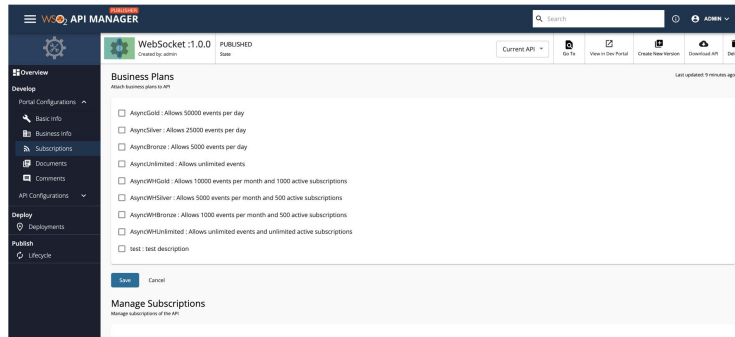 PUBLISHER
WSO2 API MANAGER
Search
ADMIN
WebSocket :1.0.0
Created by: admin
PUBLISHED
State
Current API
Go To
View in Dev Portal
Create New Version
Download API
Overview
Develop
Portal Configurations
Basic Info
Business Info
Subscriptions
Documents
Comments
API Configurations
Deploy
Deployments
Publish
Lifecycle
Business Plans
Attach business plans to API
Last updated: 9 minutes ago
AsyncGold : Allows 50000 events per day
AsyncSilver : Allows 25000 events per day
AsyncBronze : Allows 5000 events per day
AsyncUnlimited : Allows unlimited events
AsyncWHGold : Allows 10000 events per month and 1000 active subscriptions
AsyncWHSilver : Allows 5000 events per month and 500 active subscriptions
AsyncWHBronze : Allows 1000 events per month and 500 active subscriptions
AsyncWHUnlimited : Allows unlimited events and unlimited active subscriptions
test : test description
Save Cancel
Manage Subscriptions
Manage subscriptions of the API